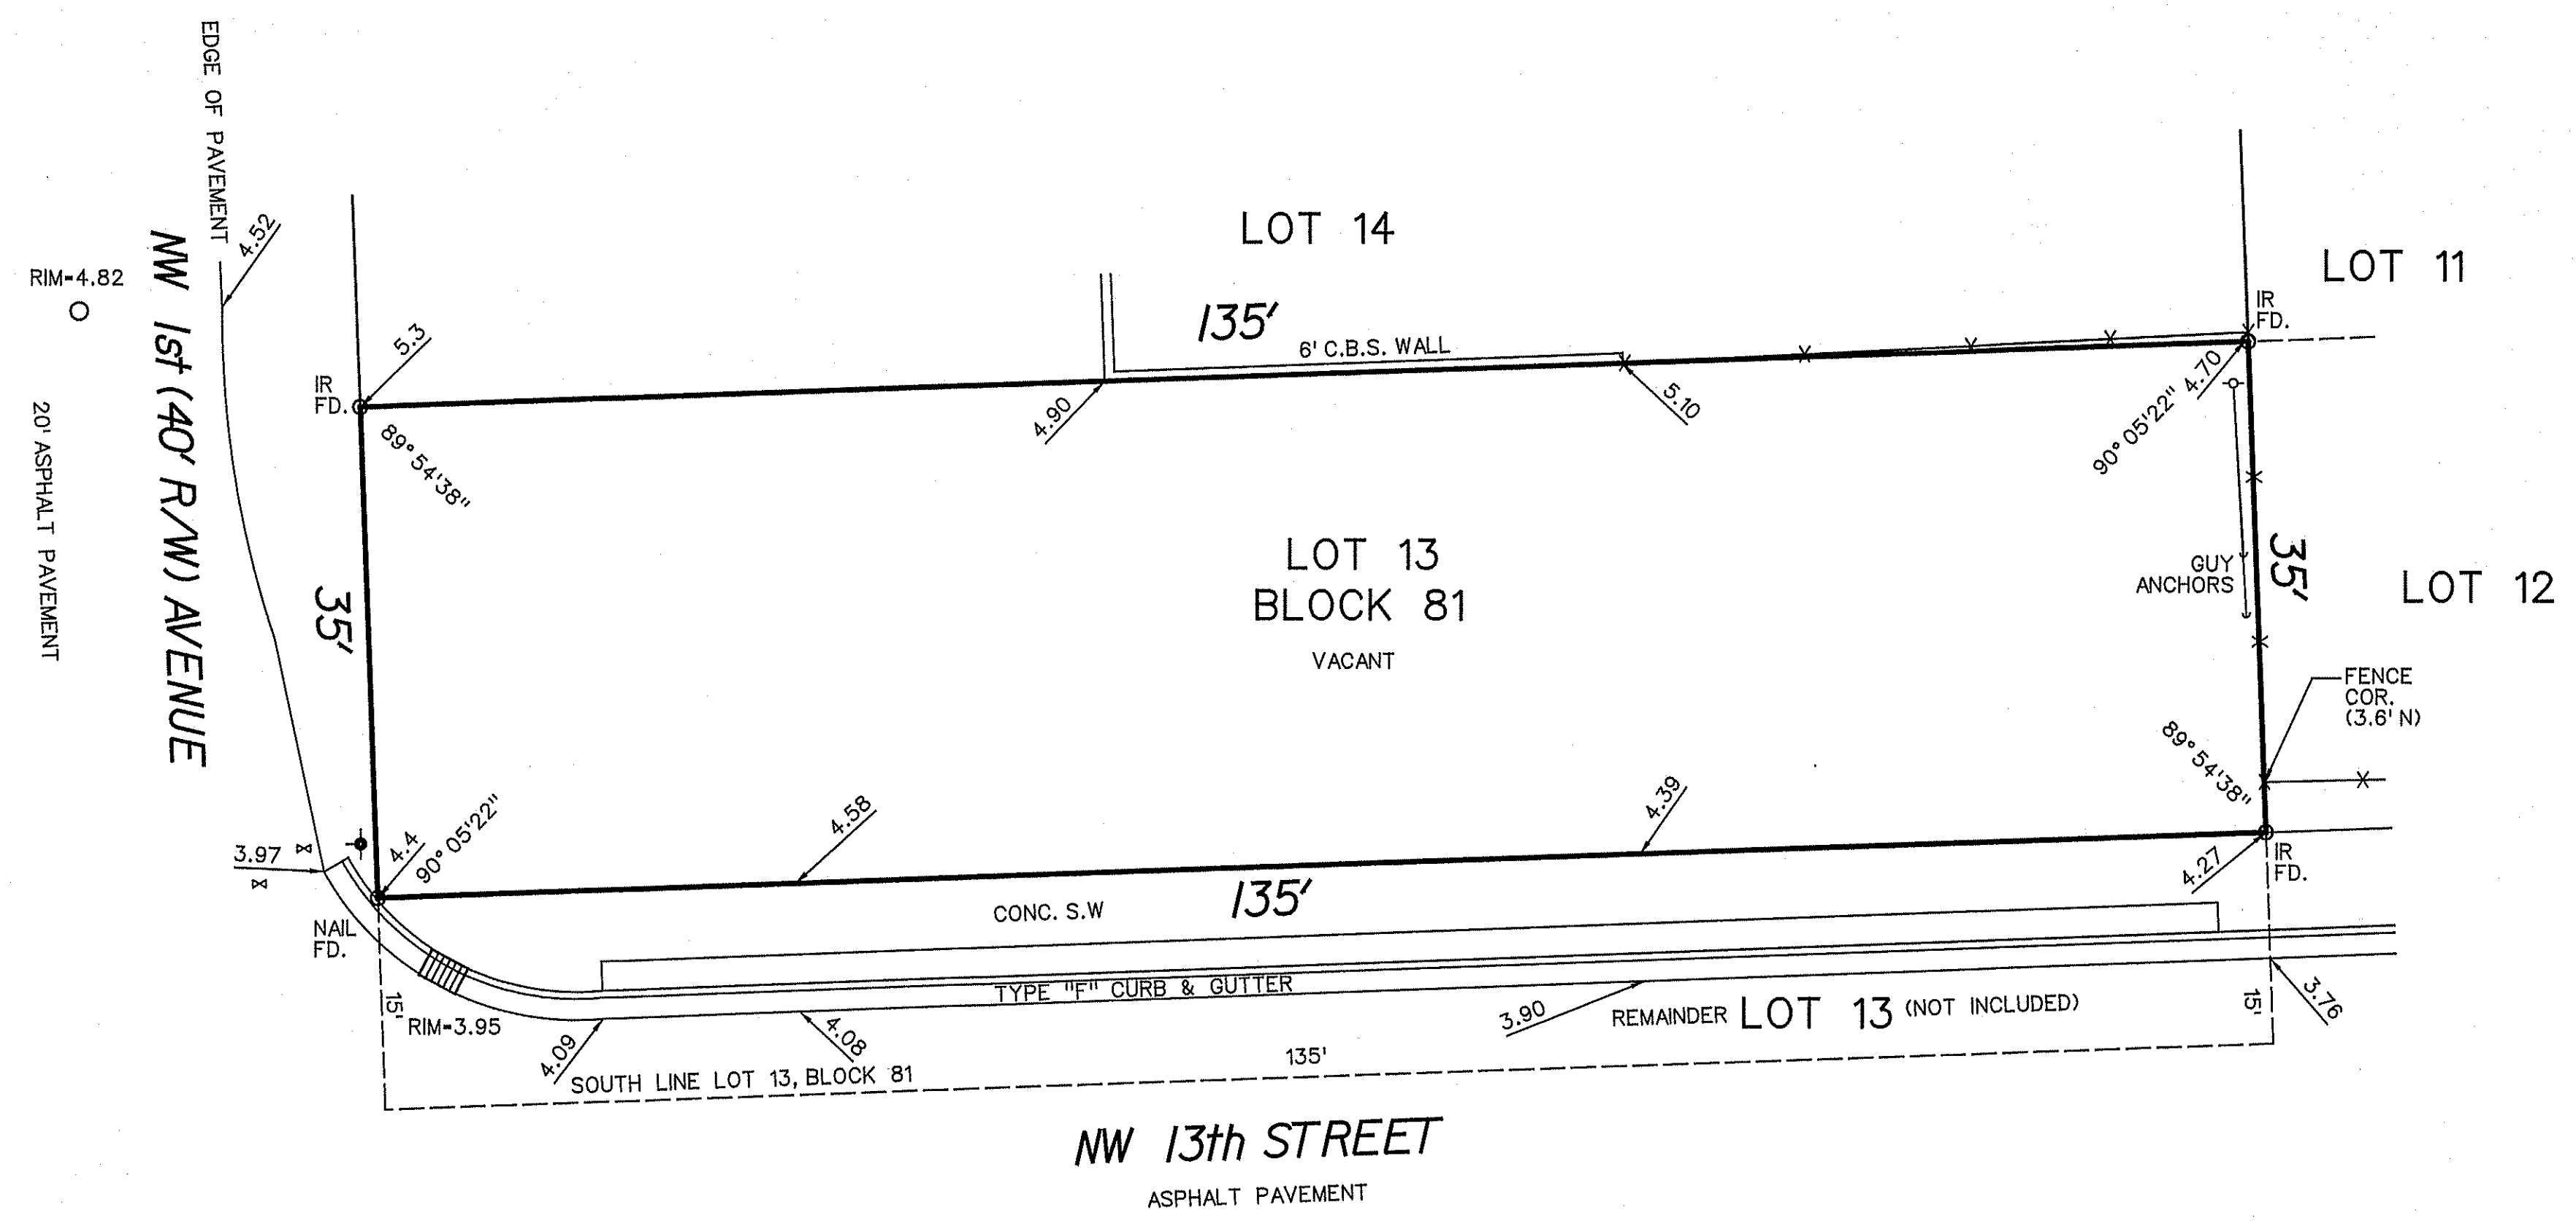 EDGE OF PAVEMENT
4.52
RIM-4.82
NW 1st (40' R/W) AVENUE
20' ASPHALT PAVEMENT
LOT 14
LOT 11
135'
6' C.B.S. WALL
IR
FD.
5.3
IR
FD.
4.90
5.10
4.70
90° 05'22"
89° 54'38"
LOT 13
BLOCK 81
VACANT
35'
35'
GUY
ANCHORS
LOT 12
FENCE
COR.
(3.6' N)
89° 54'38"
4.58
4.39
4.4
90° 05'22"
3.97
4.27
IR
FD.
135'
CONC. S.W
NAIL
FD.
TYPE "F" CURB & GUTTER
15'
RIM-3.95
4.09
4.08
3.90
REMAINDER LOT 13 (NOT INCLUDED)
15'
3.76
135'
SOUTH LINE LOT 13, BLOCK 81
NW 13th STREET
ASPHALT PAVEMENT